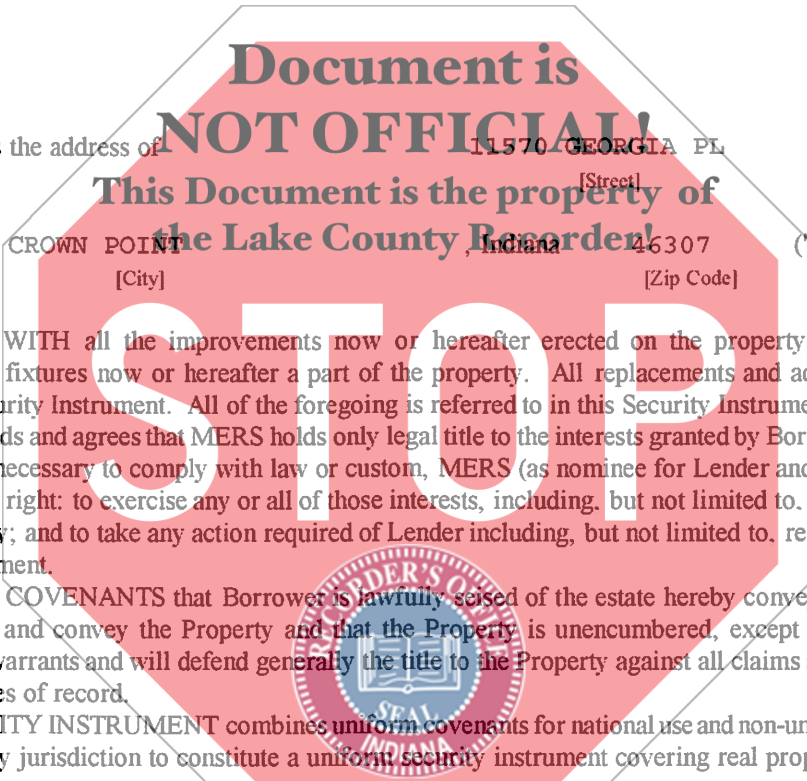 Document is
NOT OFFICIAL!
the address of 11570 GEORGIA PL
This Document is the property of
[Street]
the Lake County Recorder!
CROWN POINT , Indiana 46307 ("
[City] [Zip Code]
STOP
WITH all the improvements now or hereafter erected on the property
fixtures now or hereafter a part of the property. All replacements and ad
urity Instrument. All of the foregoing is referred to in this Security Instrume
ds and agrees that MERS holds only legal title to the interests granted by Bor
necessary to comply with law or custom, MERS (as nominee for Lender and
right: to exercise any or all of those interests, including, but not limited to,
; and to take any action required of Lender including, but not limited to, re
ment.
COVENANTS that Borrower is lawfully seised of the estate hereby conve
and convey the Property and that the Property is unencumbered, except
warrants and will defend generally the title to the Property against all claims
s of record.
ITY INSTRUMENT combines uniform covenants for national use and non-un
y jurisdiction to constitute a uniform security instrument covering real prop
RECORDER'S OFFICE
SEAL
INDIANA